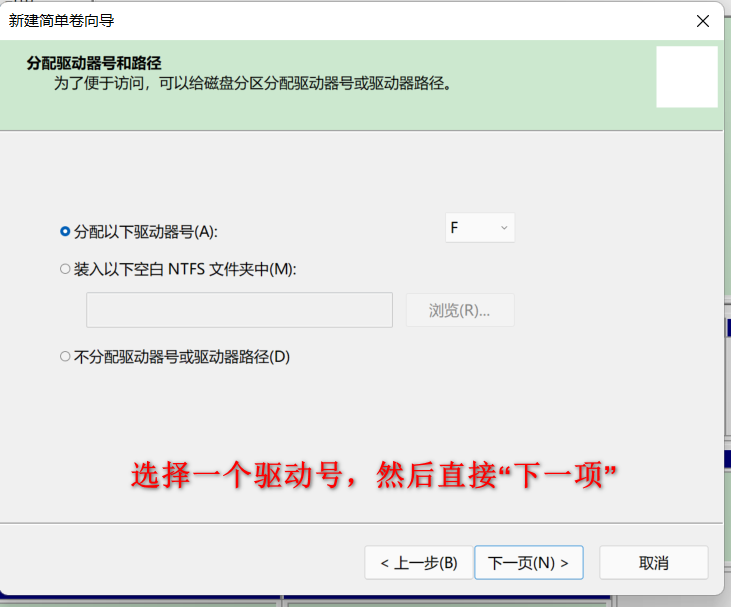 新建简单卷向导
分配驱动器号和路径
为了便于访问，可以给磁盘分区分配驱动器号或驱动器路径。
分配以下驱动器号(A): F
装入以下空白 NTFS 文件夹中(M):
浏览(R)...
不分配驱动器号或驱动器路径(D)
选择一个驱动号，然后直接“下一项”
< 上一步(B) 下一页(N) > 取消